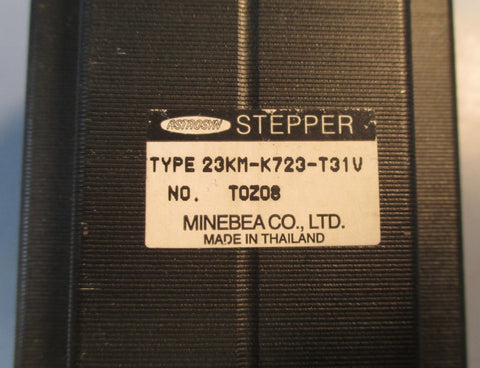 ASTROSYN STEPPER
TYPE 23KM-K723-T31V
NO. T0Z08
MINEBEA CO., LTD.
MADE IN THAILAND